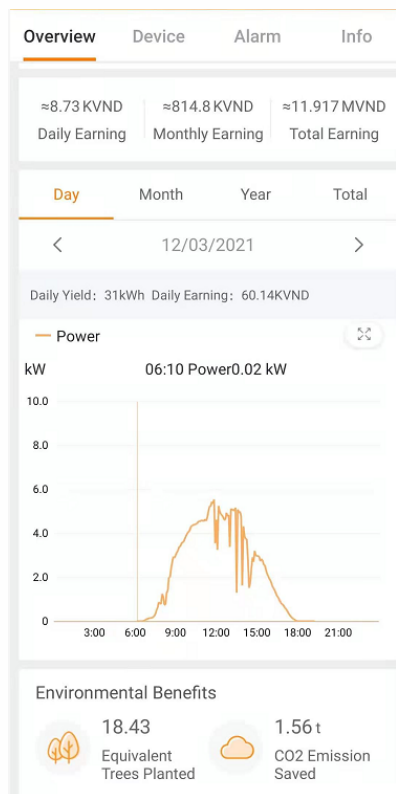 Overview Device Alarm Info
≈8.73 KVND ≈814.8 KVND ≈11.917 MVND
Daily Earning Monthly Earning Total Earning
Day Month Year Total
12/03/2021
Daily Yield: 31kWh Daily Earning: 60.14KVND
Power
kW 06:10 Power0.02 kW
10.0
8.0
6.0
4.0
2.0
0
3:00 6:00 9:00 12:00 15:00 18:00 21:00
Environmental Benefits
18.43 1.56 t
Equivalent CO2 Emission
Trees Planted Saved